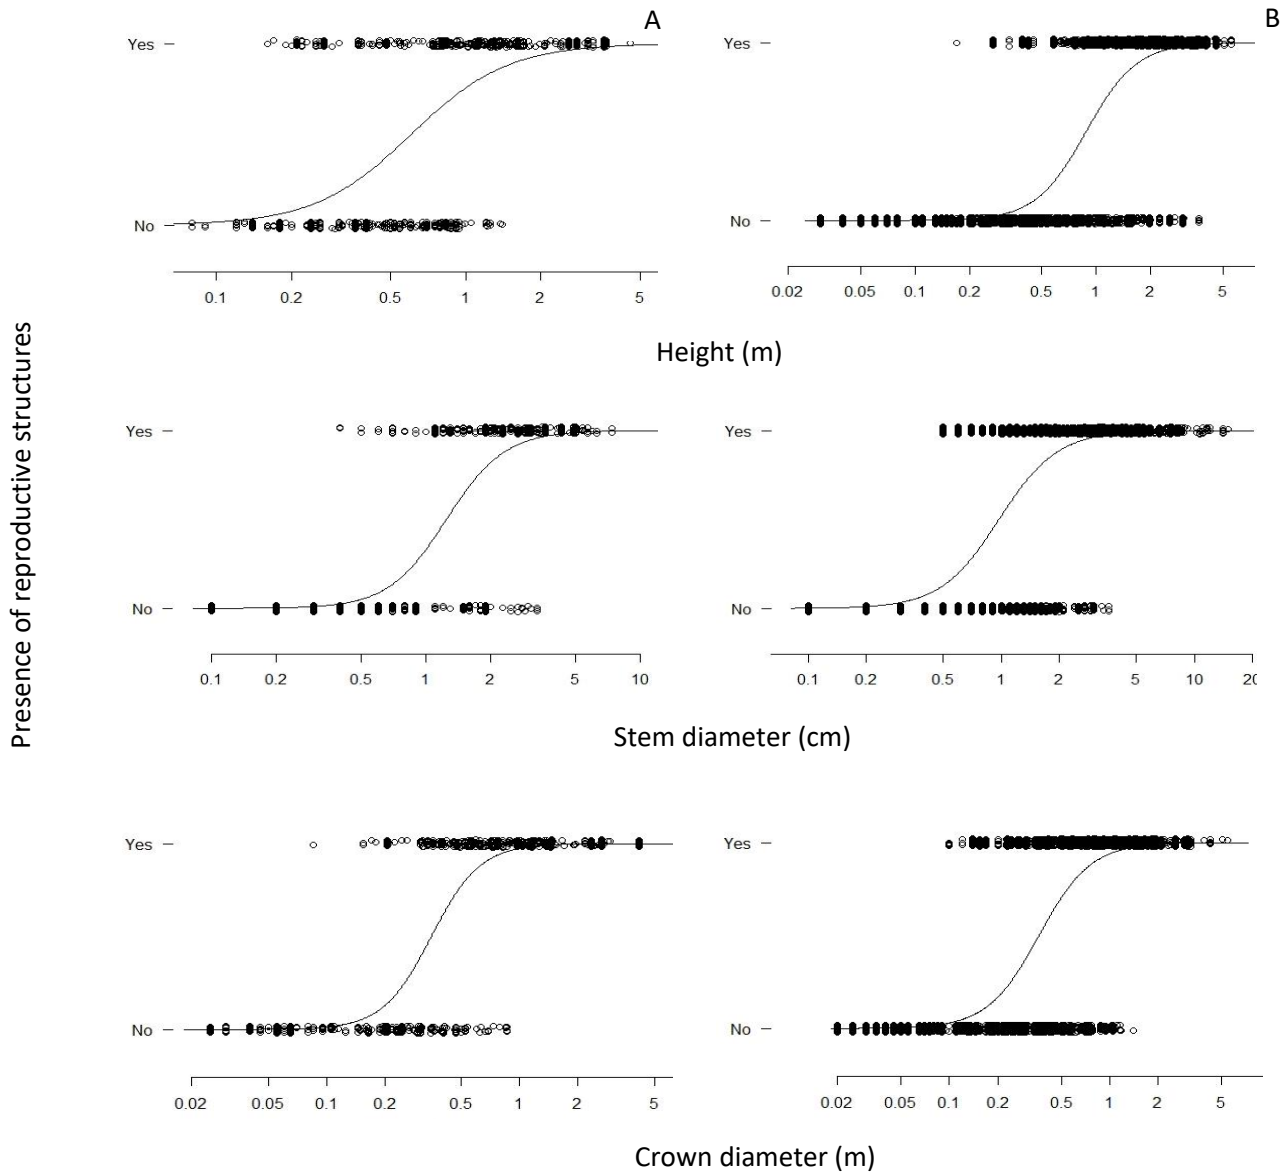 A
B
Yes
No
0.1 0.2 0.5 1 2 5
Yes
No
0.02 0.05 0.1 0.2 0.5 1 2 5
Height (m)
Presence of reproductive structures
Yes
No
0.1 0.2 0.5 1 2 5 10
Yes
No
0.1 0.2 0.5 1 2 5 10 20
Stem diameter (cm)
Yes
No
0.02 0.05 0.1 0.2 0.5 1 2 5
Yes
No
0.02 0.05 0.1 0.2 0.5 1 2 5
Crown diameter (m)